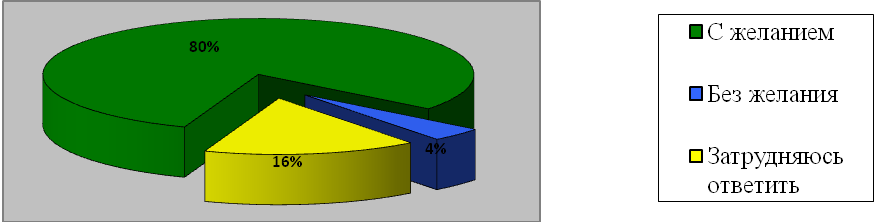 80%
4%
16%
С желанием
Без желания
Затрудняюсь
ответить